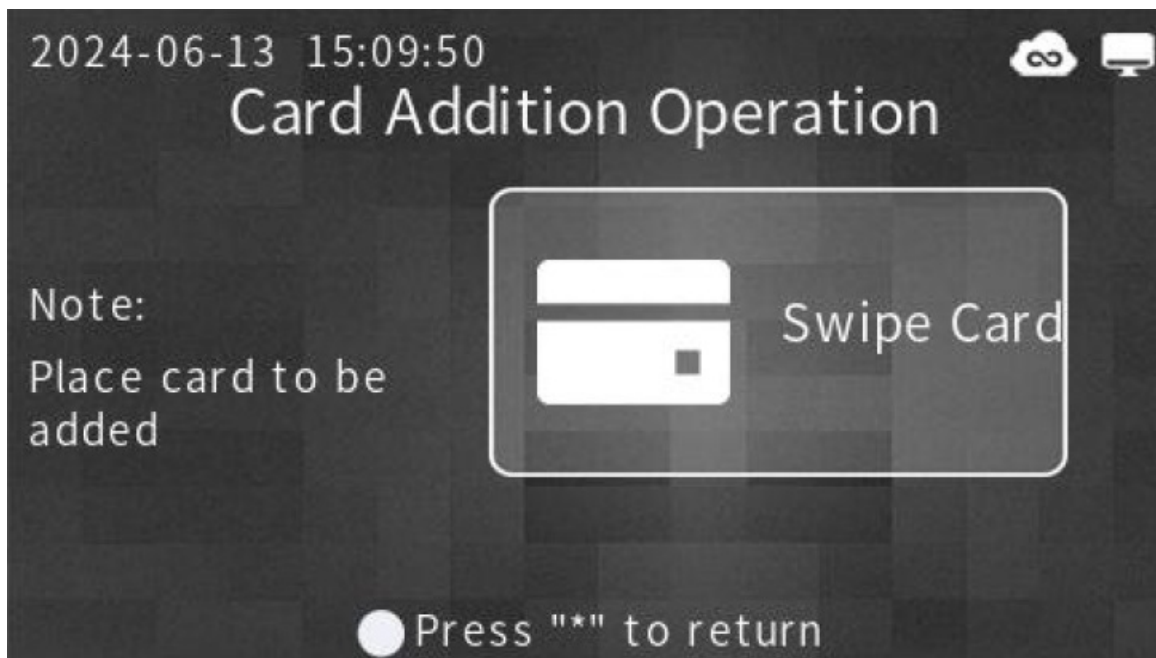 2024-06-13 15:09:50
Card Addition Operation
Note:
Place card to be
added
Swipe Card
Press "*" to return